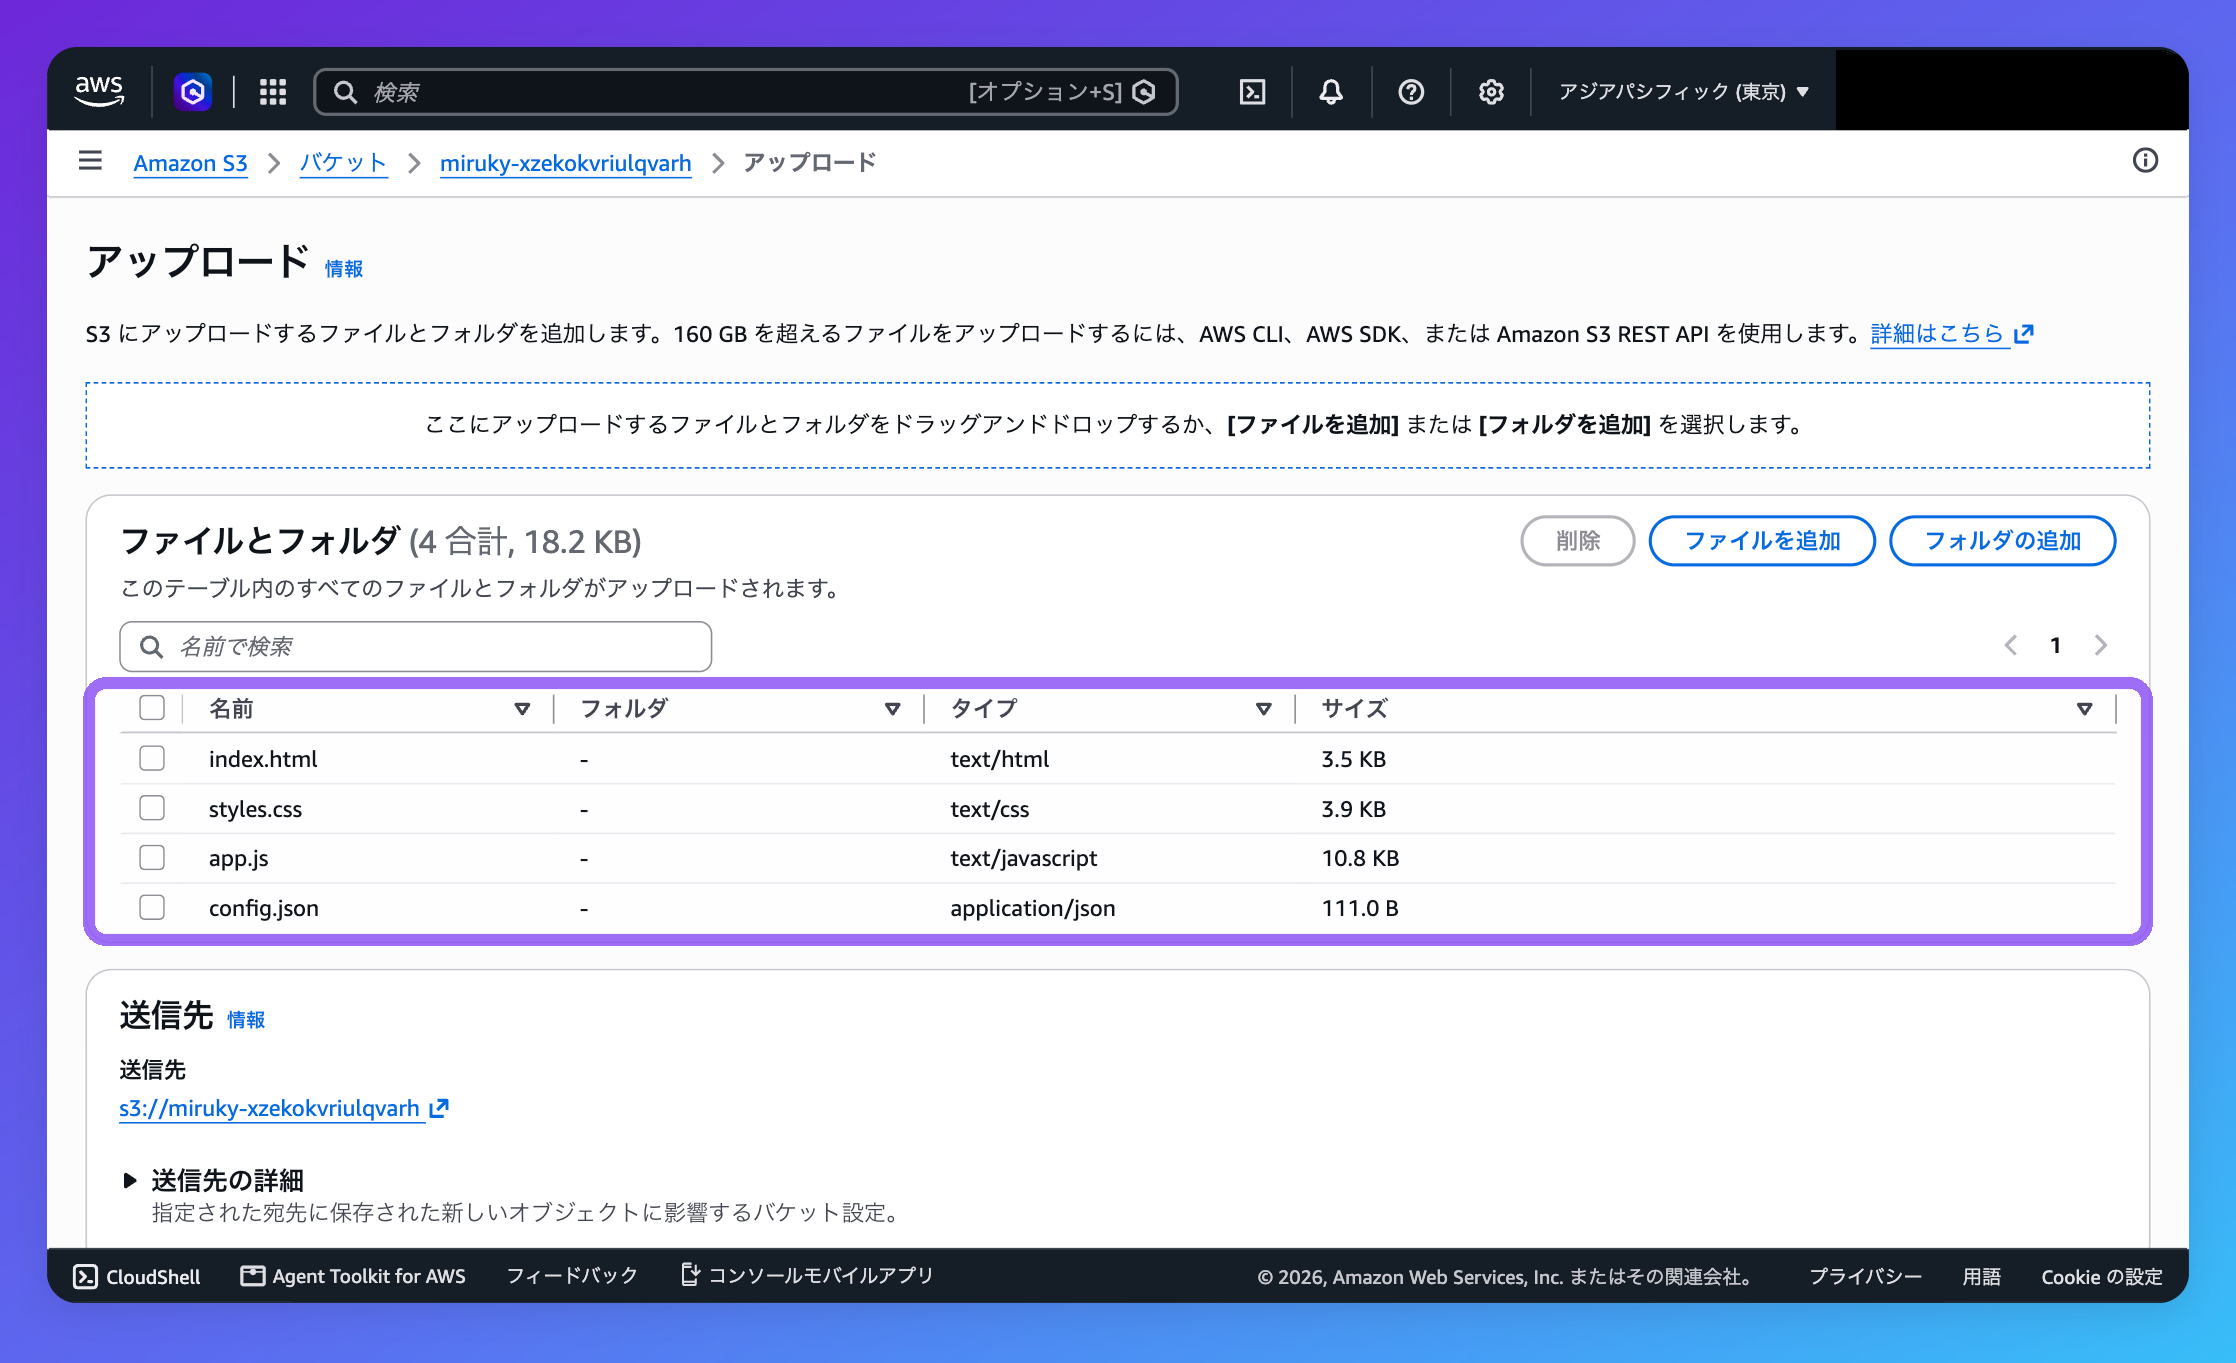 aws
検索 [オプション+S] アジアパシフィック (東京)
Amazon S3 バケット miruky-xzekokvriulqvarh アップロード
アップロード 情報
S3 にアップロードするファイルとフォルダを追加します。160 GB を超えるファイルをアップロードするには、AWS CLI、AWS SDK、または Amazon S3 REST API を使用します。詳細はこちら
ここにアップロードするファイルとフォルダをドラッグアンドドロップするか、[ファイルを追加] または [フォルダを追加] を選択します。
ファイルとフォルダ (4 合計, 18.2 KB) 削除 ファイルを追加 フォルダの追加
このテーブル内のすべてのファイルとフォルダがアップロードされます。
名前で検索 1
名前 フォルダ タイプ サイズ
index.html - text/html 3.5 KB
styles.css - text/css 3.9 KB
app.js - text/javascript 10.8 KB
config.json - application/json 111.0 B
送信先 情報
送信先
s3://miruky-xzekokvriulqvarh
送信先の詳細
指定された宛先に保存された新しいオブジェクトに影響するバケット設定。
CloudShell Agent Toolkit for AWS フィードバック コンソールモバイルアプリ © 2026, Amazon Web Services, Inc. またはその関連会社。 プライバシー 用語 Cookie の設定